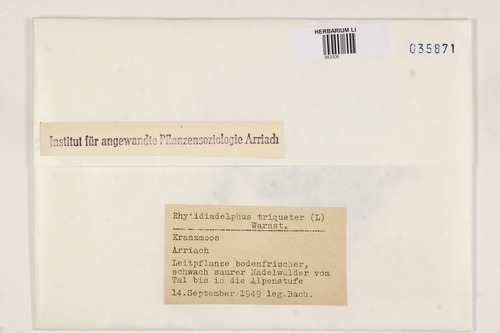 HERBARIUM LI
035871
Institut für angewandte Pflanzensoziologie Arriach
Rhytidiadelphus triqueter (L)
Warnst.
Kranzmoos
Arriach
Leitpflanze bodenfrischer,
schwach saurer Nadelwälder vom
Tal bis in die Alpenstufe
14.September 1949 leg.Bach.